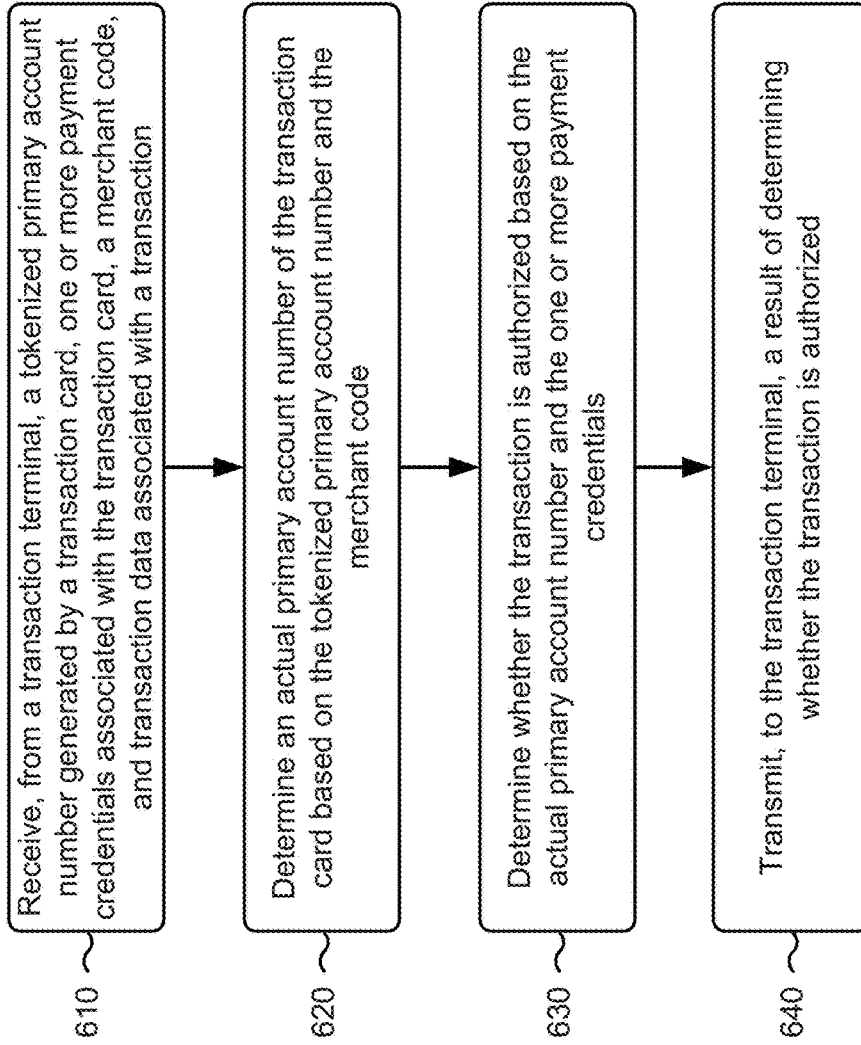 610
Receive, from a transaction terminal, a tokenized primary account
number generated by a transaction card, one or more payment
credentials associated with the transaction card, a merchant code,
and transaction data associated with a transaction
620
Determine an actual primary account number of the transaction
card based on the tokenized primary account number and the
merchant code
630
Determine whether the transaction is authorized based on the
actual primary account number and the one or more payment
credentials
640
Transmit, to the transaction terminal, a result of determining
whether the transaction is authorized